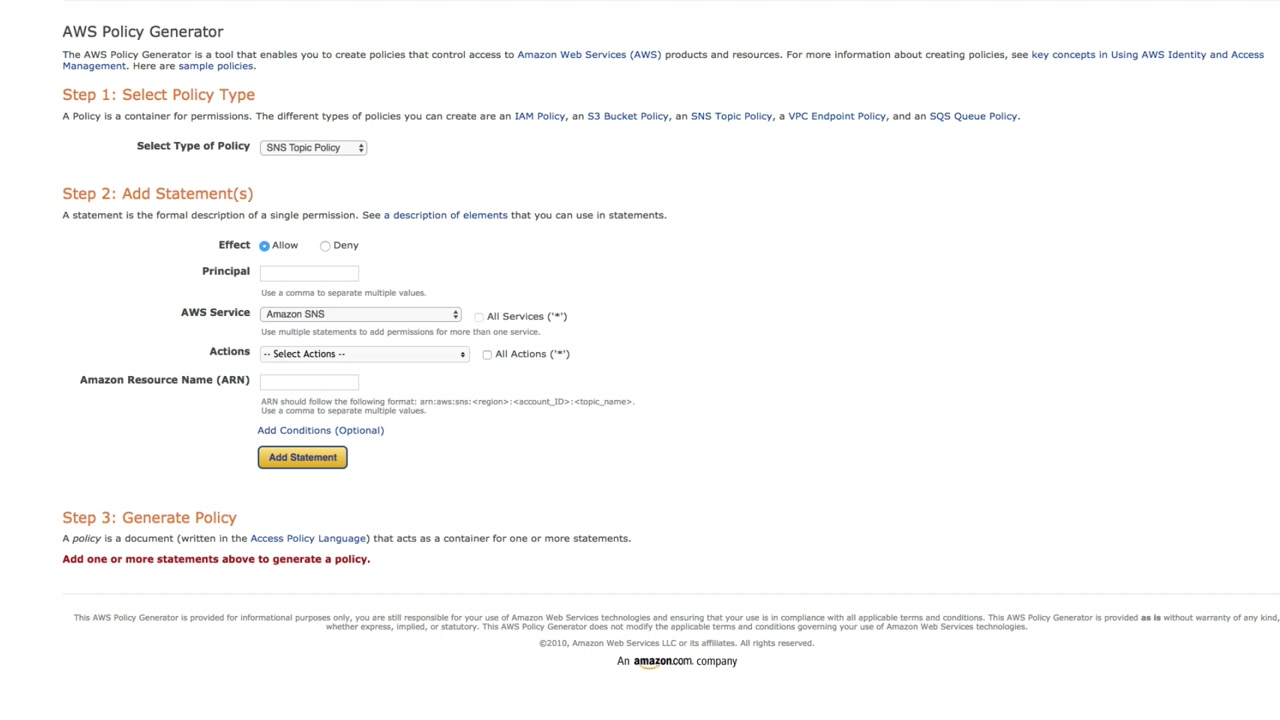 AWS Policy Generator
The AWS Policy Generator is a tool that enables you to create policies that control access to Amazon Web Services (AWS) products and resources. For more information about creating policies, see key concepts in Using AWS Identity and Access
Management. Here are sample policies.
Step 1: Select Policy Type
A Policy is a container for permissions. The different types of policies you can create are an IAM Policy, an S3 Bucket Policy, an SNS Topic Policy, a VPC Endpoint Policy, and an SQS Queue Policy.
Select Type of Policy SNS Topic Policy
Step 2: Add Statement(s)
A statement is the formal description of a single permission. See a description of elements that you can use in statements.
Effect Allow Deny
Principal
Use a comma to separate multiple values.
AWS Service Amazon SNS All Services ('*')
Use multiple statements to add permissions for more than one service.
Actions -- Select Actions -- All Actions ('*')
Amazon Resource Name (ARN)
ARN should follow the following format: arn:aws:sns:<region>:<account_ID>:<topic_name>.
Use a comma to separate multiple values.
Add Conditions (Optional)
Add Statement
Step 3: Generate Policy
A policy is a document (written in the Access Policy Language) that acts as a container for one or more statements.
Add one or more statements above to generate a policy.
This AWS Policy Generator is provided for informational purposes only, you are still responsible for your use of Amazon Web Services technologies and ensuring that your use is in compliance with all applicable terms and conditions. This AWS Policy Generator is provided as is without warranty of any kind,
whether express, implied, or statutory. This AWS Policy Generator does not modify the applicable terms and conditions governing your use of Amazon Web Services technologies.
©2010, Amazon Web Services LLC or its affiliates. All rights reserved.
An amazon.com. company